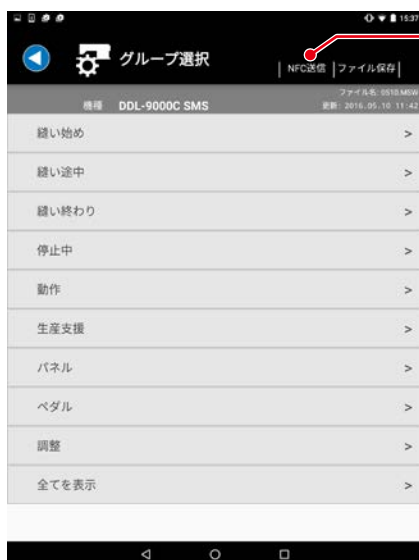 15:37
グループ選択
NFC送信 ファイル保存
ファイル名: 0510.MSW
機種 DDL-9000C SMS
更新: 2016.05.10 11:42
縫い始め >
縫い途中 >
縫い終わり >
停止中 >
動作 >
生産支援 >
パネル >
ペダル >
調整 >
全てを表示 >